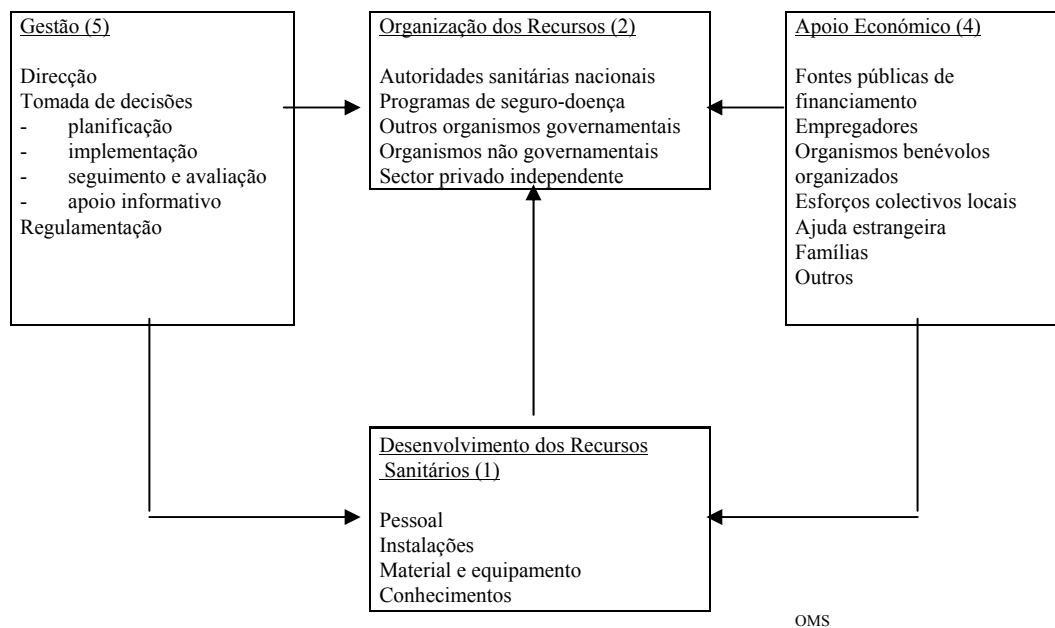 Gestão (5)
Direcção
Tomada de decisões
- planificação
- implementação
- seguimento e avaliação
- apoio informativo
Regulamentação
Organização dos Recursos (2)
Autoridades sanitárias nacionais
Programas de seguro-doença
Outros organismos governamentais
Organismos não governamentais
Sector privado independente
Apoio Económico (4)
Fontes públicas de
financiamento
Empregadores
Organismos benévolos
organizados
Esforços colectivos locais
Ajuda estrangeira
Famílias
Outros
Desenvolvimento dos Recursos
Sanitários (1)
Pessoal
Instalações
Material e equipamento
Conhecimentos
OMS